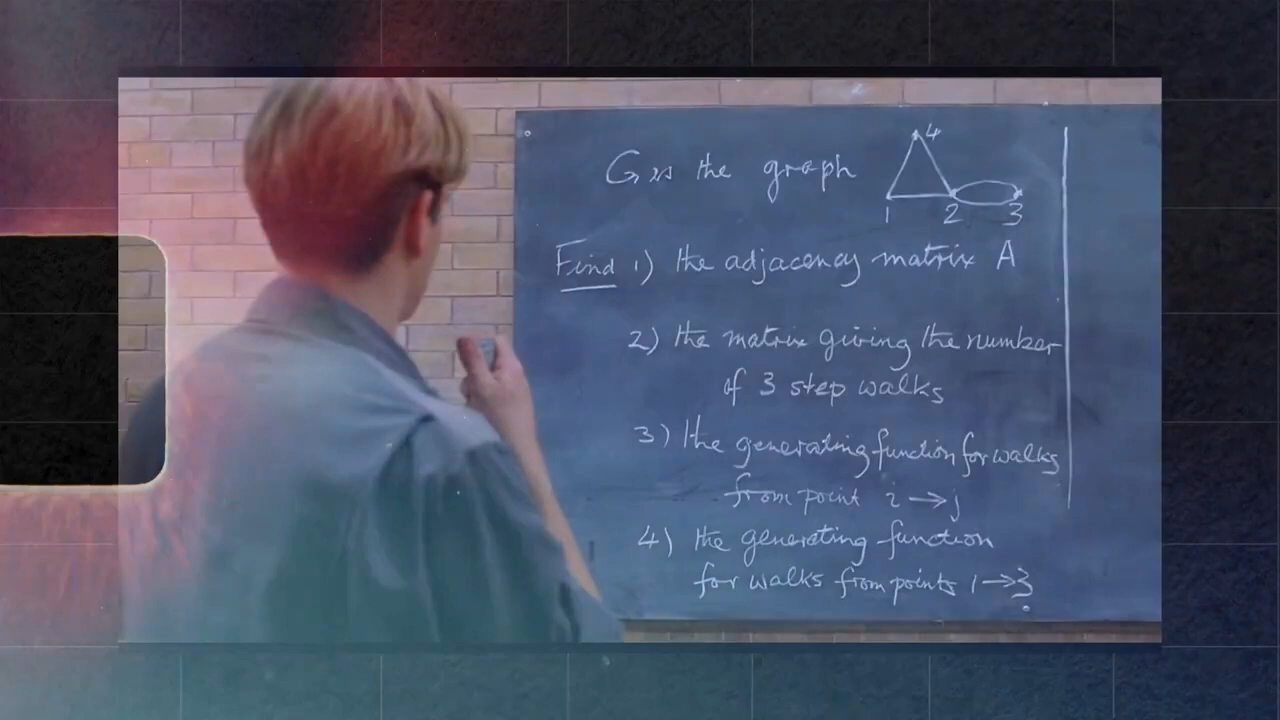 G is the graph
4
1 2 3
Find 1) the adjacency matrix A
2) the matrix giving the number
of 3 step walks
3) the generating function for walks
from point i → j
4) the generating function
for walks from points 1 → 3